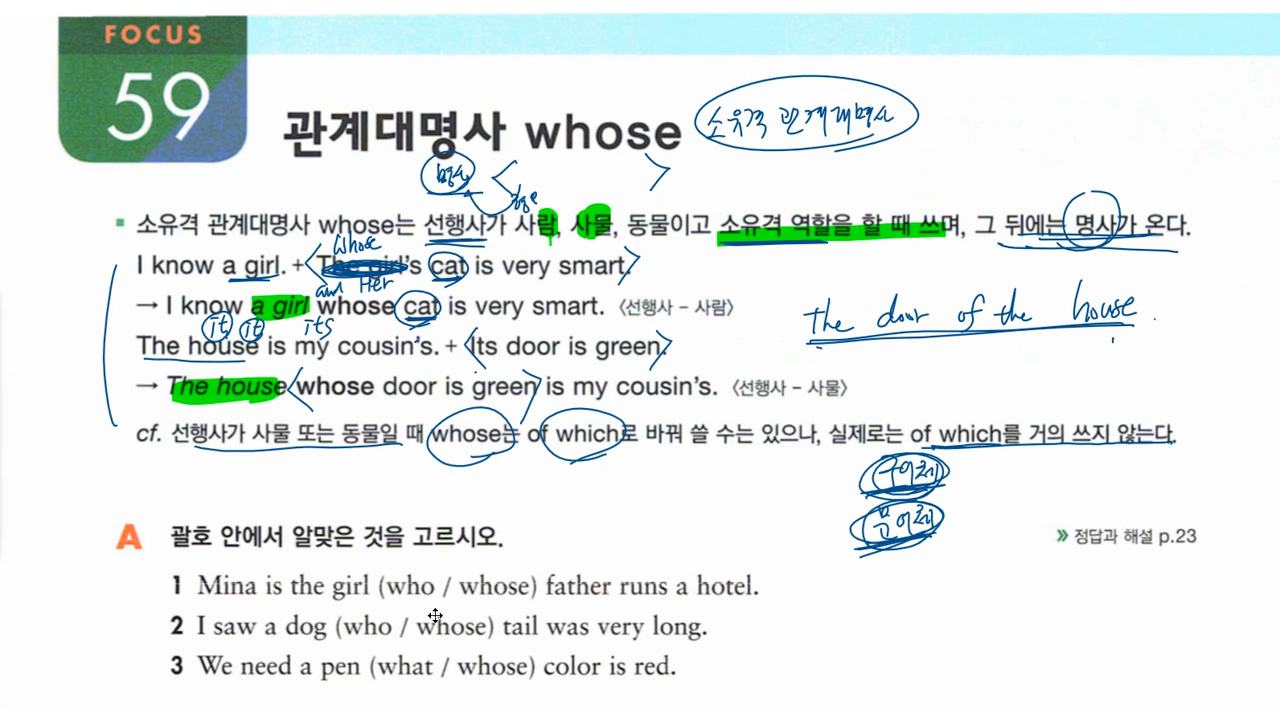 FOCUS
59
관계대명사 whose
소유격 관계대명사
명사
형용
소유격 관계대명사 whose는 선행사가 사람, 사물, 동물이고 소유격 역할을 할 때 쓰며, 그 뒤에는 명사가 온다.
Whose
I know a girl. + The girl's cat is very smart.
and Her
→ I know a girl whose cat is very smart. 〈선행사 – 사람〉
the door of the house.
it it its
The house is my cousin's. + Its door is green.
→ The house whose door is green is my cousin's. 〈선행사 – 사물〉
cf. 선행사가 사물 또는 동물일 때 whose는 of which로 바꿔 쓸 수는 있으나, 실제로는 of which를 거의 쓰지 않는다.
구어체
문어체
A 괄호 안에서 알맞은 것을 고르시오.
» 정답과 해설 p.23
1 Mina is the girl (who / whose) father runs a hotel.
2 I saw a dog (who / whose) tail was very long.
3 We need a pen (what / whose) color is red.